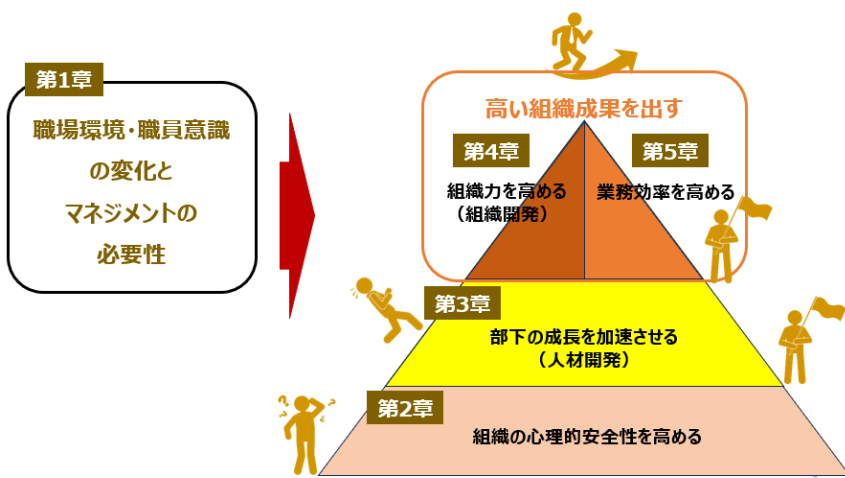 第1章
職場環境・職員意識
の変化と
マネジメントの
必要性
高い組織成果を出す
第4章
組織力を高める
（組織開発）
第5章
業務効率を高める
第3章
部下の成長を加速させる
（人材開発）
第2章
組織の心理的安全性を高める